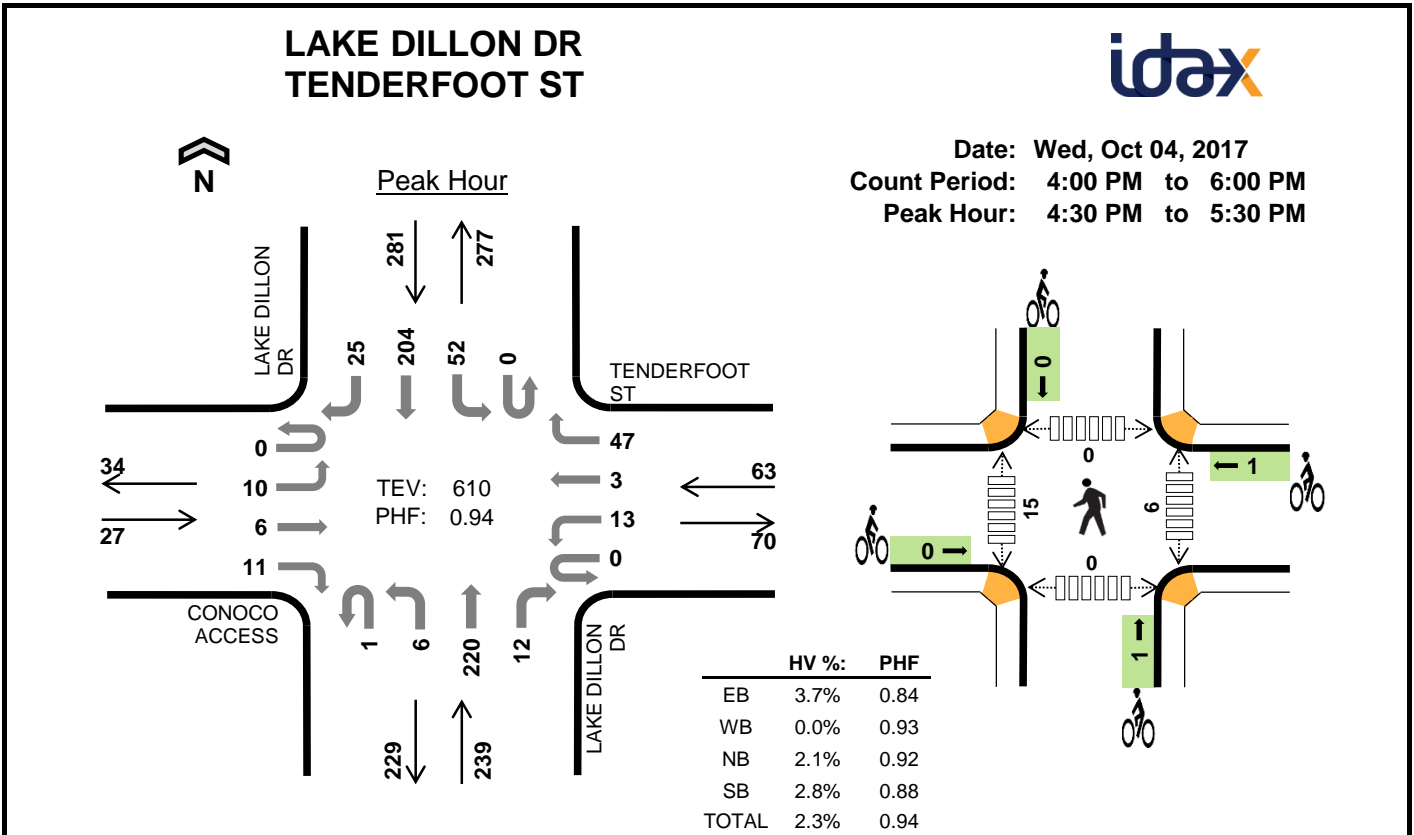 LAKE DILLON DR
TENDERFOOT ST
idax
N
Peak Hour
Date: Wed, Oct 04, 2017
Count Period: 4:00 PM to 6:00 PM
Peak Hour: 4:30 PM to 5:30 PM
281
277
LAKE DILLON
DR
25
204
52
0
TENDERFOOT
ST
0
10
6
11
34
27
TEV: 610
PHF: 0.94
47
3
13
0
63
70
CONOCO
ACCESS
1
6
220
12
LAKE DILLON
DR
229
239
0
0
1
15
6
0
0
1
HV %: PHF
EB 3.7% 0.84
WB 0.0% 0.93
NB 2.1% 0.92
SB 2.8% 0.88
TOTAL 2.3% 0.94